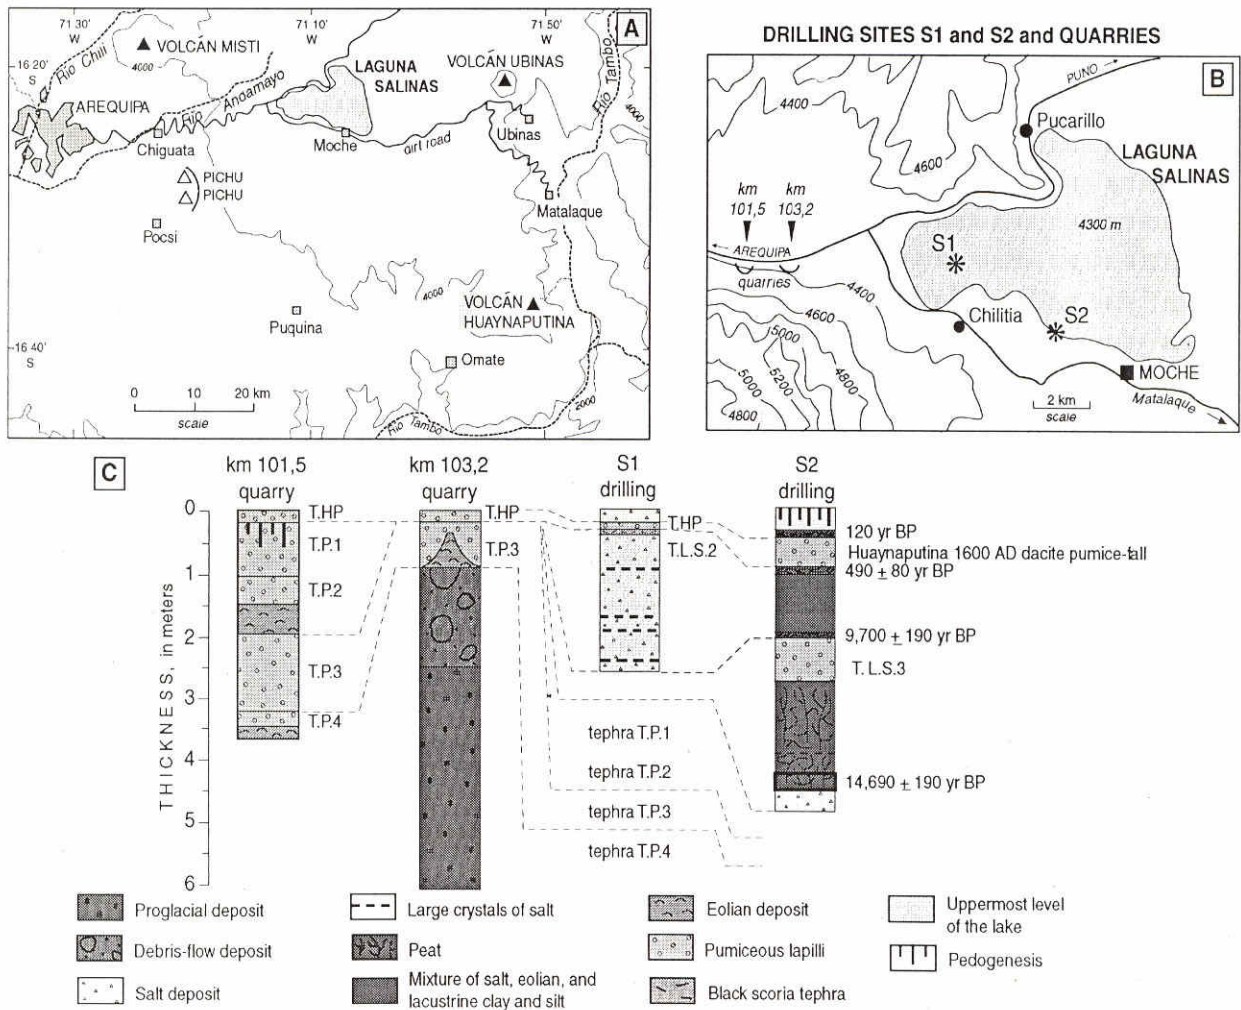 71 30'
W
71 10'
W
71 50'
W
A
16 20'
S
VOLCÁN MISTI
4000
Rio Chili
Rio Andamayo
AREQUIPA
LAGUNA
SALINAS
VOLCÁN UBINAS
Rio Tambo
4000
Chiguata
Moche
dirt road
Ubinas
PICHU
PICHU
Pocsi
Matalaque
4000
VOLCÁN
HUAYNAPUTINA
Puquina
16 40'
S
Omate
0 10 20 km
scale
Rio Tambo
2000
DRILLING SITES S1 and S2 and QUARRIES
B
PUNO
4400
4600
Pucarillo
LAGUNA
SALINAS
km
101,5
km
103,2
4300 m
S1
AREQUIPA
quarries
4400
4600
5000
Chilitia
S2
5000
5200
4800
4800
2 km
scale
MOCHE
Matalaque
C
km 101,5
quarry
km 103,2
quarry
S1
drilling
S2
drilling
THICKNESS, in meters
0
1
2
3
4
5
6
T.HP
T.P.1
T.P.2
T.P.3
T.P.4
T.HP
T.P.3
T.HP
T.L.S.2
120 yr BP
Huaynaputina 1600 AD dacite pumice-fall
490 ± 80 yr BP
9,700 ± 190 yr BP
T.L.S.3
14,690 ± 190 yr BP
tephra T.P.1
tephra T.P.2
tephra T.P.3
tephra T.P.4
Proglacial deposit
Debris-flow deposit
Salt deposit
Large crystals of salt
Peat
Mixture of salt, eolian, and
lacustrine clay and silt
Eolian deposit
Pumiceous lapilli
Black scoria tephra
Uppermost level
of the lake
Pedogenesis